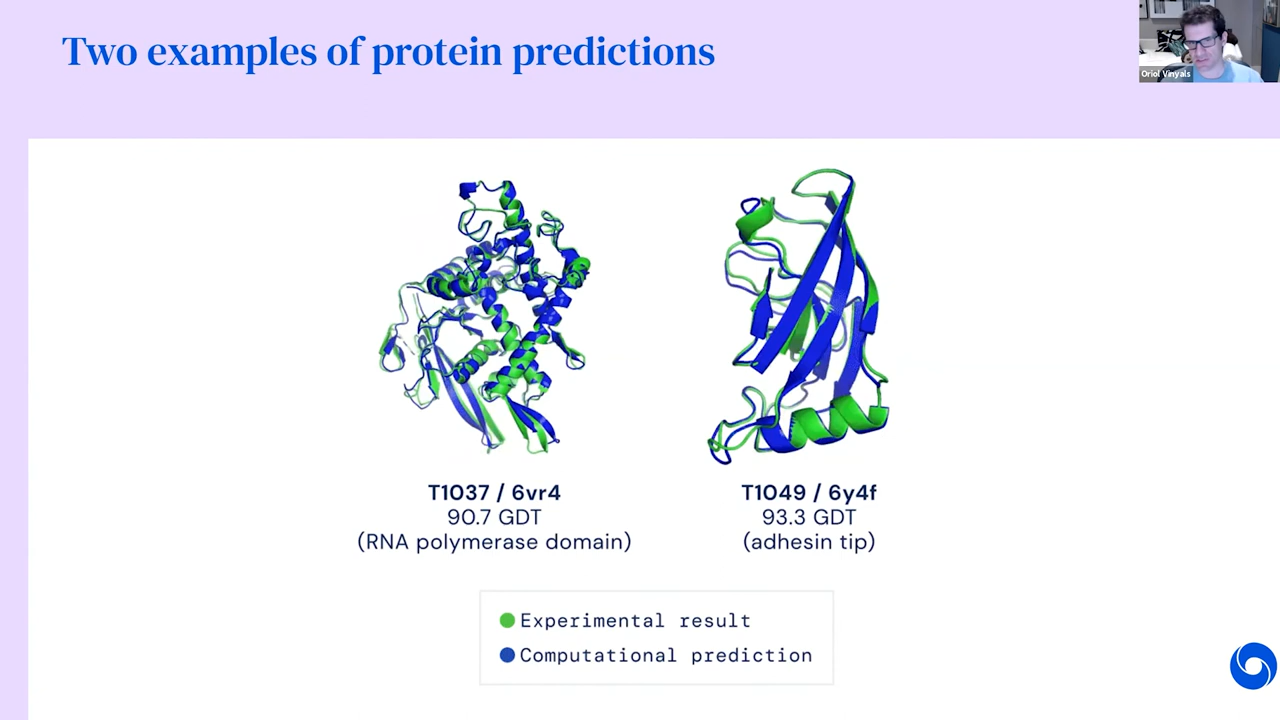 Two examples of protein predictions
Oriol Vinyals
T1037 / 6vr4
90.7 GDT
(RNA polymerase domain)
T1049 / 6y4f
93.3 GDT
(adhesin tip)
Experimental result
Computational prediction